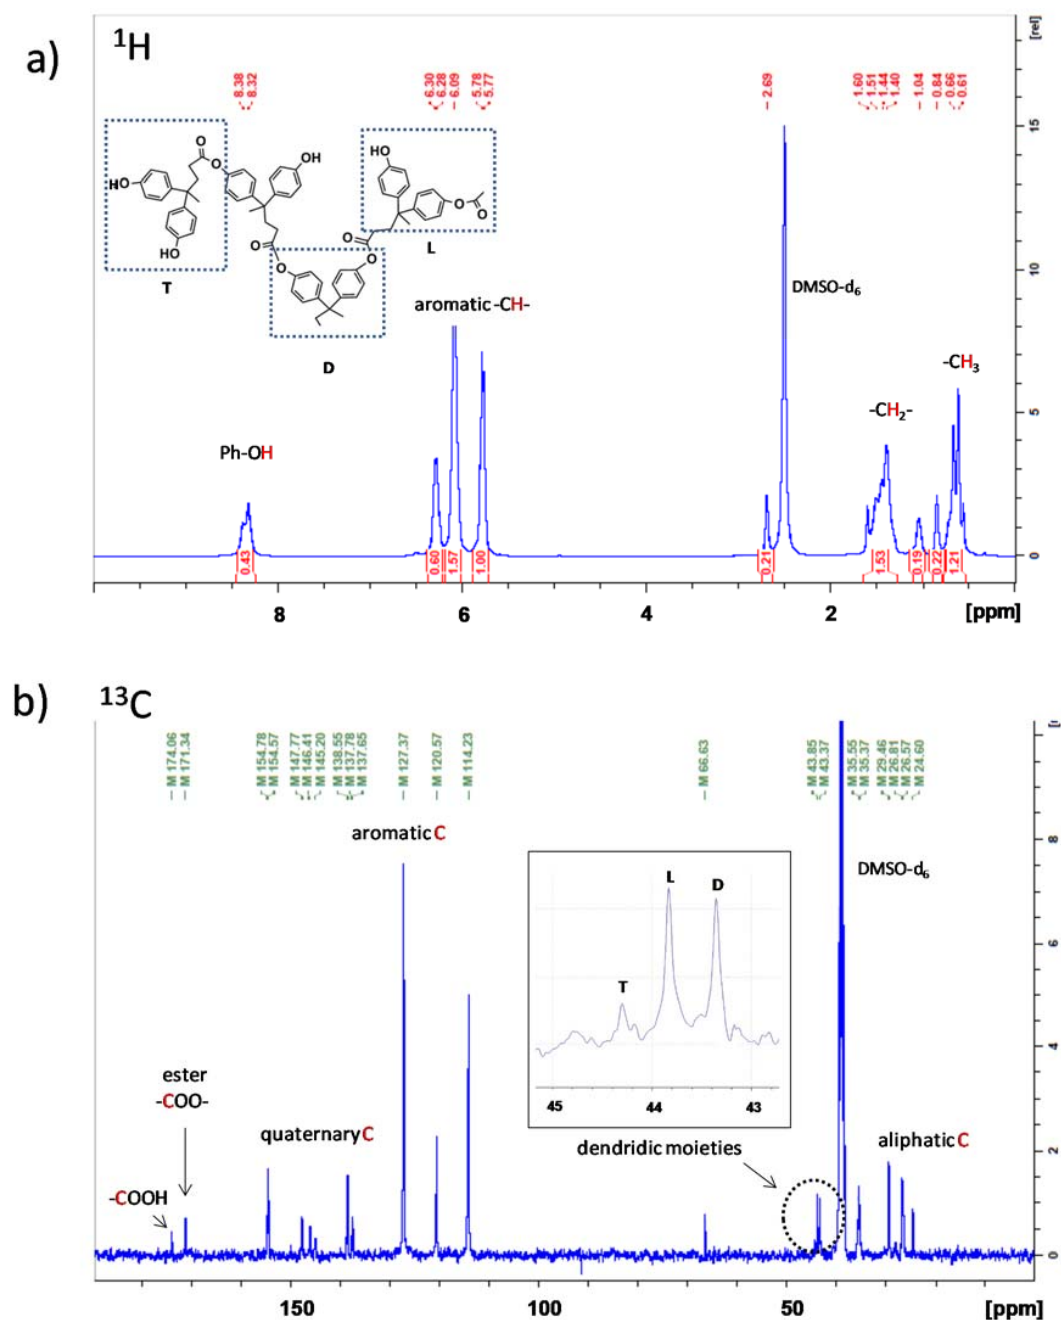 a)
¹H
8.38
8.32
6.30
6.28
6.09
5.78
5.77
2.69
1.60
1.51
1.44
1.40
1.04
0.84
0.66
0.61
[rel]
15
10
5
0
OH
O
O
HO
HO
O
O
O
OH
O
O
O
T
L
D
aromatic -CH-
DMSO-d₆
-CH₃
-CH₂-
Ph-OH
0.43
0.60
1.57
1.00
0.21
1.53
0.19
0.22
1.21
8
6
4
2
[ppm]
b)
¹³C
M 174.06
M 171.34
M 154.78
M 154.57
M 147.77
M 146.41
M 145.20
M 138.55
M 137.78
M 137.65
M 127.37
M 120.57
M 114.23
M 66.63
M 43.85
M 43.37
M 35.55
M 35.37
M 29.46
M 26.81
M 26.57
M 24.60
8
6
4
2
0
aromatic C
DMSO-d₆
L
D
T
45
44
43
ester
-COO-
quaternary C
dendridic moieties
aliphatic C
-COOH
150
100
50
[ppm]